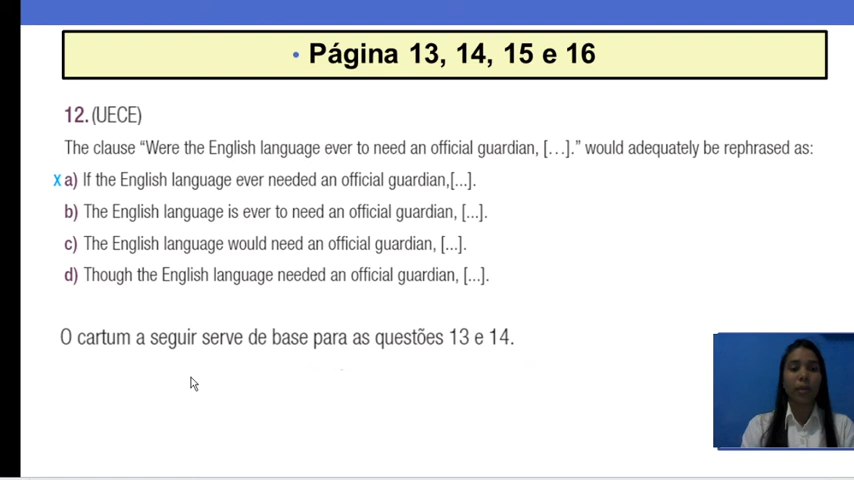 • Página 13, 14, 15 e 16
12. (UECE)
The clause “Were the English language ever to need an official guardian, [...].” would adequately be rephrased as:
x a) If the English language ever needed an official guardian,[...].
b) The English language is ever to need an official guardian, [...].
c) The English language would need an official guardian, [...].
d) Though the English language needed an official guardian, [...].
O cartum a seguir serve de base para as questões 13 e 14.